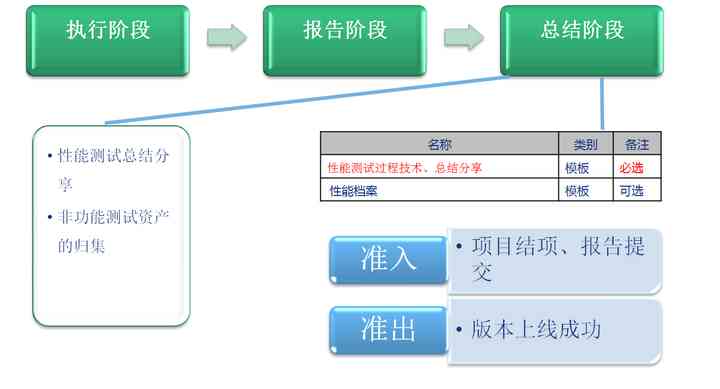 执行阶段
报告阶段
总结阶段
• 性能测试总结分
享
• 非功能测试资产
的归集
名称 类别 备注
性能测试过程技术、总结分享 模板 必选
性能档案 模板 可选
准入
• 项目结项、报告提
交
准出
• 版本上线成功